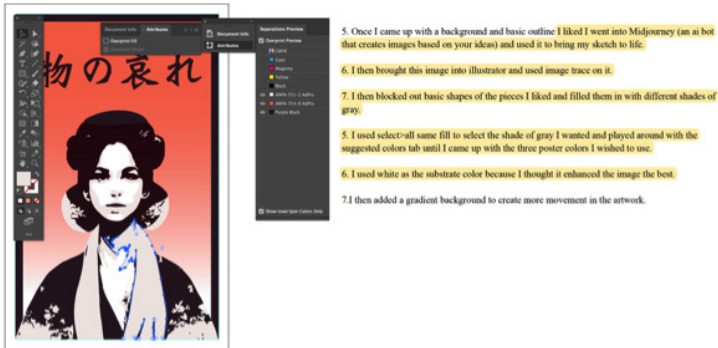 Document Info
Attributes
Overprint Fill
Document Info
Attributes
Separations Preview
Overprint Preview
CMYK
Cyan
Magenta
Yellow
Black
Purple Black
Show Used Spot Colors Only
物の哀れ
5. Once I came up with a background and basic outline I liked I went into Midjourney (an ai bot
that creates images based on your ideas) and used it to bring my sketch to life.
6. I then brought this image into illustrator and used image trace on it.
7. I then blocked out basic shapes of the pieces I liked and filled them in with different shades of
gray.
5. I used select>all same fill to select the shade of gray I wanted and played around with the
suggested colors tab until I came up with the three poster colors I wished to use.
6. I used white as the substrate color because I thought it enhanced the image the best.
7.I then added a gradient background to create more movement in the artwork.